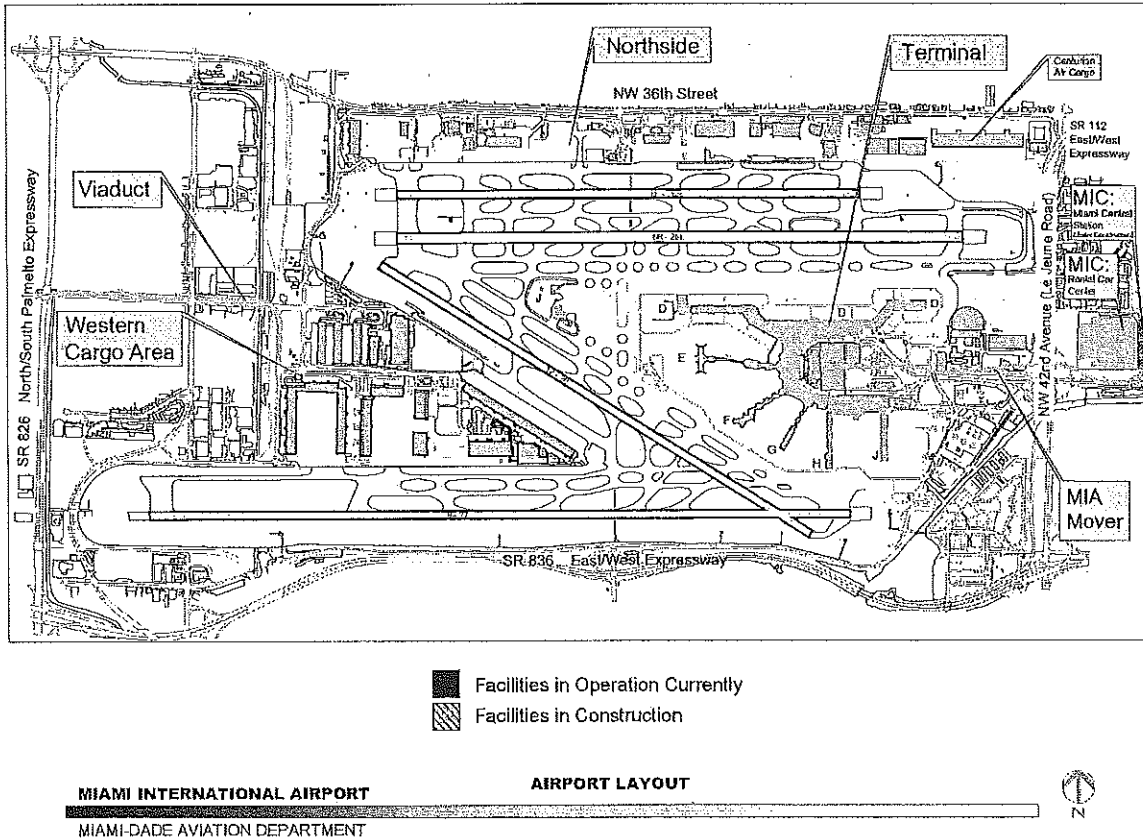 Northside
Terminal
Centurion
Air Cargo
NW 36th Street
SR 112
East/West
Expressway
Viaduct
MIC:
Miami Central
Station
MIC:
Rental Car
Center
SR 826 North/South Palmetto Expressway
Western
Cargo Area
NW 42nd Avenue (Le Jeune Road)
J
D
D
D
E
F
G
H
J
MIA
Mover
SR 836 East/West Expressway
Facilities in Operation Currently
Facilities in Construction
MIAMI INTERNATIONAL AIRPORT
AIRPORT LAYOUT
MIAMI-DADE AVIATION DEPARTMENT
N